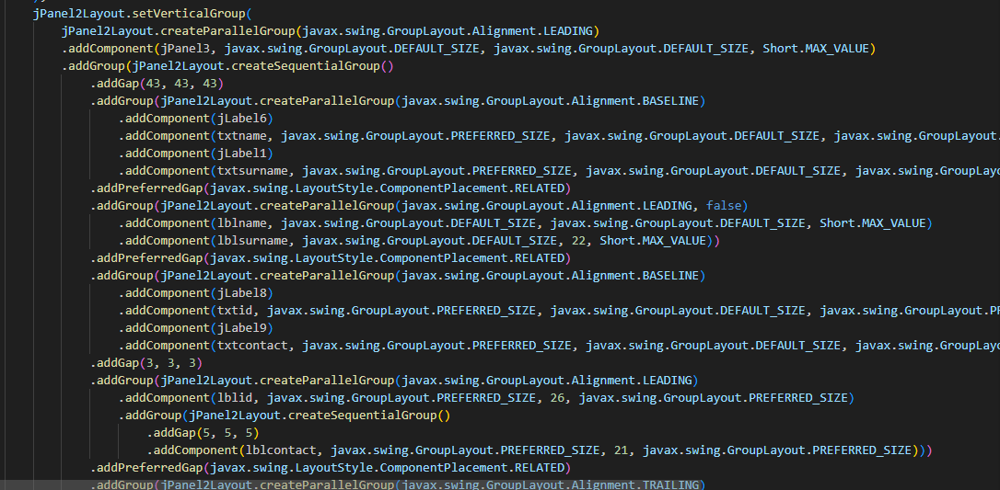 jPanel2Layout.setVerticalGroup(
jPanel2Layout.createParallelGroup(javax.swing.GroupLayout.Alignment.LEADING)
.addComponent(jPanel3, javax.swing.GroupLayout.DEFAULT_SIZE, javax.swing.GroupLayout.DEFAULT_SIZE, Short.MAX_VALUE)
.addGroup(jPanel2Layout.createSequentialGroup()
.addGap(43, 43, 43)
.addGroup(jPanel2Layout.createParallelGroup(javax.swing.GroupLayout.Alignment.BASELINE)
.addComponent(jLabel6)
.addComponent(txtname, javax.swing.GroupLayout.PREFERRED_SIZE, javax.swing.GroupLayout.DEFAULT_SIZE, javax.swing.GroupLayout.
.addComponent(jLabel1)
.addComponent(txtsurname, javax.swing.GroupLayout.PREFERRED_SIZE, javax.swing.GroupLayout.DEFAULT_SIZE, javax.swing.GroupLayou
.addPreferredGap(javax.swing.LayoutStyle.ComponentPlacement.RELATED)
.addGroup(jPanel2Layout.createParallelGroup(javax.swing.GroupLayout.Alignment.LEADING, false)
.addComponent(lblname, javax.swing.GroupLayout.DEFAULT_SIZE, javax.swing.GroupLayout.DEFAULT_SIZE, Short.MAX_VALUE)
.addComponent(lblsurname, javax.swing.GroupLayout.DEFAULT_SIZE, 22, Short.MAX_VALUE))
.addPreferredGap(javax.swing.LayoutStyle.ComponentPlacement.RELATED)
.addGroup(jPanel2Layout.createParallelGroup(javax.swing.GroupLayout.Alignment.BASELINE)
.addComponent(jLabel8)
.addComponent(txtid, javax.swing.GroupLayout.PREFERRED_SIZE, javax.swing.GroupLayout.DEFAULT_SIZE, javax.swing.GroupLayout.PR
.addComponent(jLabel9)
.addComponent(txtcontact, javax.swing.GroupLayout.PREFERRED_SIZE, javax.swing.GroupLayout.DEFAULT_SIZE, javax.swing.GroupLayou
.addGap(3, 3, 3)
.addGroup(jPanel2Layout.createParallelGroup(javax.swing.GroupLayout.Alignment.LEADING)
.addComponent(lblid, javax.swing.GroupLayout.PREFERRED_SIZE, 26, javax.swing.GroupLayout.PREFERRED_SIZE)
.addGroup(jPanel2Layout.createSequentialGroup()
.addGap(5, 5, 5)
.addComponent(lblcontact, javax.swing.GroupLayout.PREFERRED_SIZE, 21, javax.swing.GroupLayout.PREFERRED_SIZE)))
.addPreferredGap(javax.swing.LayoutStyle.ComponentPlacement.RELATED)
.addGroup(jPanel2Layout.createParallelGroup(javax.swing.GroupLayout.Alignment.TRAILING)